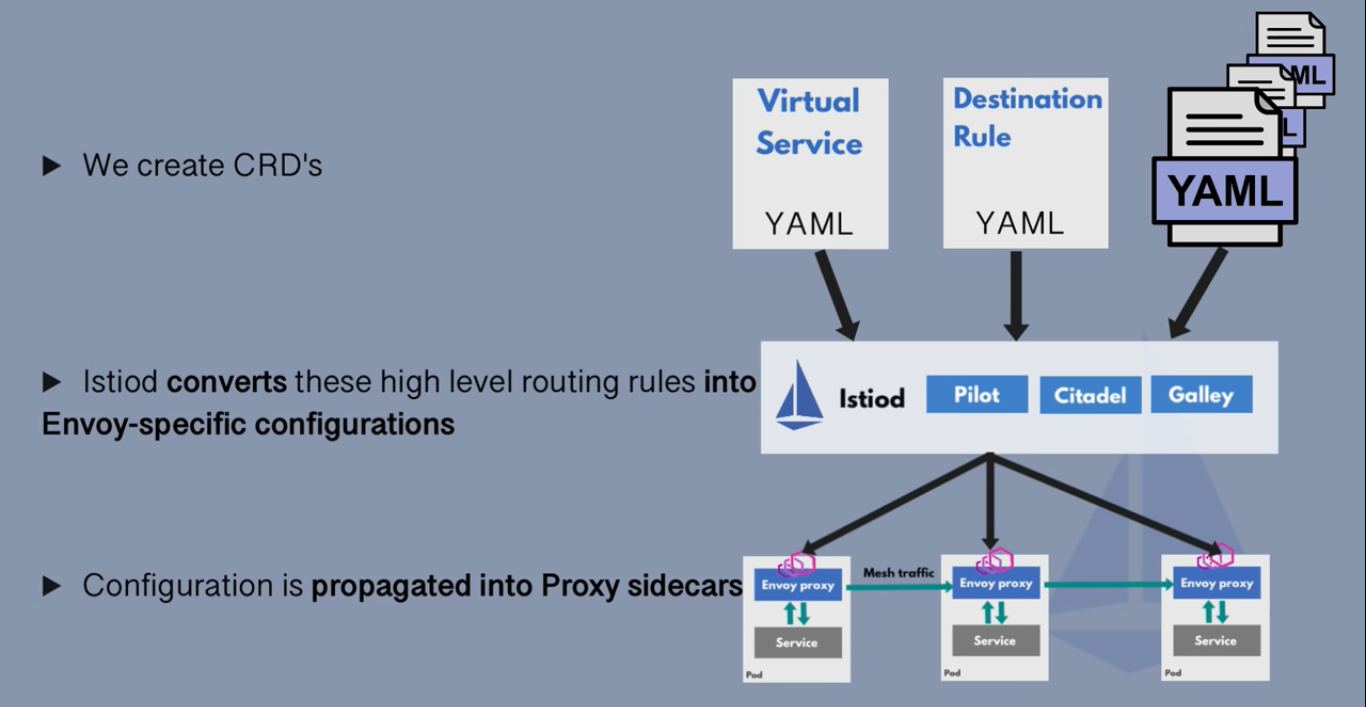 Virtual
Service
YAML
Destination
Rule
YAML
YAML
ML
L
► We create CRD's
► Istiod converts these high level routing rules into
Envoy-specific configurations
Istiod
Pilot
Citadel
Galley
► Configuration is propagated into Proxy sidecars
Envoy proxy
Service
Pod
Mesh traffic
Envoy proxy
Service
Pod
Envoy proxy
Service
Pod